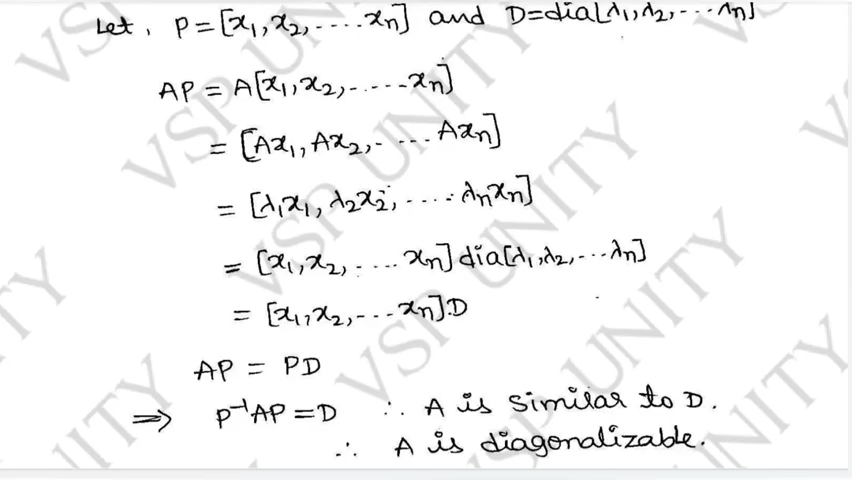 Let, P = [x₁, x₂, ..... xₙ] and D = dia[λ₁, λ₂, ... λₙ]
AP = A[x₁, x₂, ..... xₙ]
= [Ax₁, Ax₂, .... Axₙ]
= [λ₁x₁, λ₂x₂, ..... λₙxₙ]
= [x₁, x₂, .... xₙ] dia[λ₁, λ₂, ... λₙ]
= [x₁, x₂, ... xₙ].D
AP = PD
⇒ P⁻¹AP = D ∴ A is similar to D.
∴ A is diagonalizable.
VSP UNITY